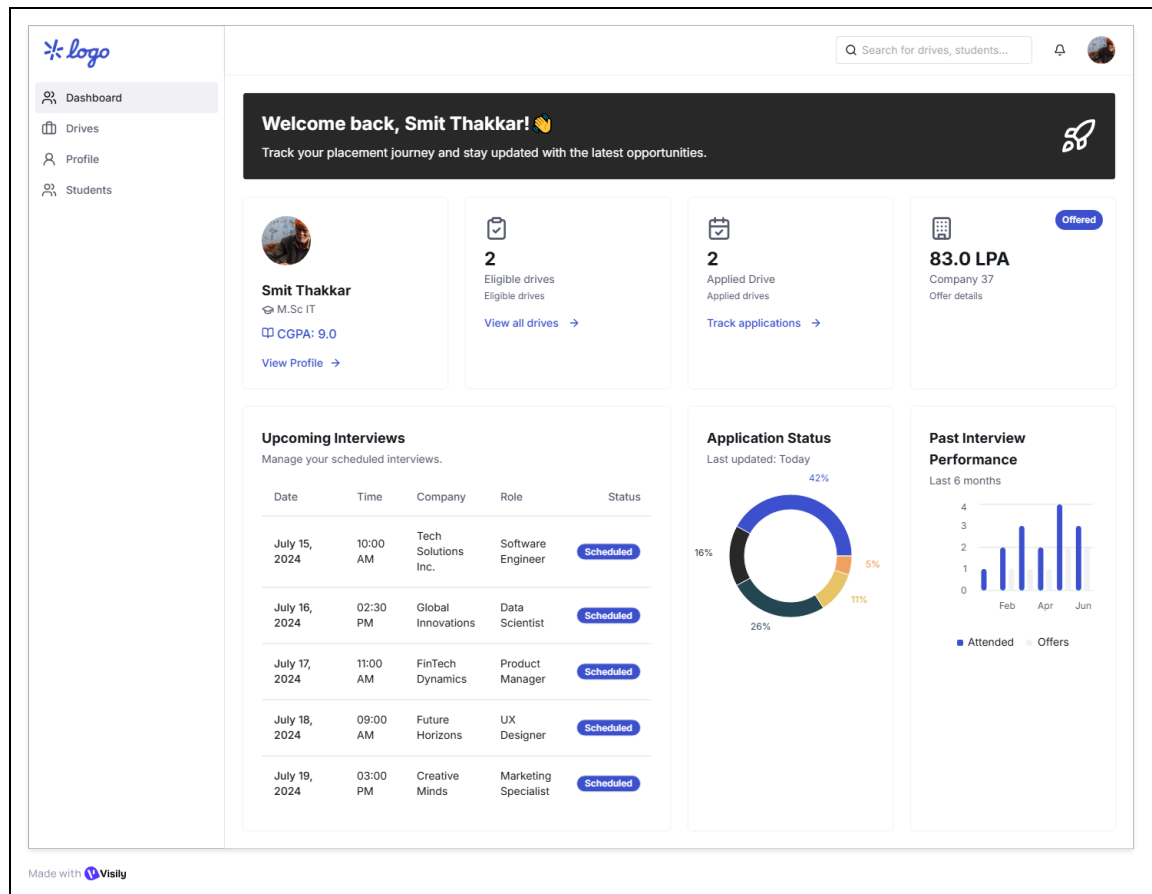 logo
Search for drives, students...
Dashboard
Drives
Profile
Students
Welcome back, Smit Thakkar!👋
Track your placement journey and stay updated with the latest opportunities.
Smit Thakkar
M.Sc IT
CGPA: 9.0
View Profile →
2
Eligible drives
Eligible drives
View all drives →
2
Applied Drive
Applied drives
Track applications →
Offered
83.0 LPA
Company 37
Offer details
Upcoming Interviews
Manage your scheduled interviews.
Date Time Company Role Status
July 15, 2024 10:00 AM Tech Solutions Inc. Software Engineer Scheduled
July 16, 2024 02:30 PM Global Innovations Data Scientist Scheduled
July 17, 2024 11:00 AM FinTech Dynamics Product Manager Scheduled
July 18, 2024 09:00 AM Future Horizons UX Designer Scheduled
July 19, 2024 03:00 PM Creative Minds Marketing Specialist Scheduled
Application Status
Last updated: Today
42%
16%
5%
11%
26%
Past Interview
Performance
Last 6 months
4
3
2
1
0
Feb Apr Jun
Attended Offers
Made with Visily